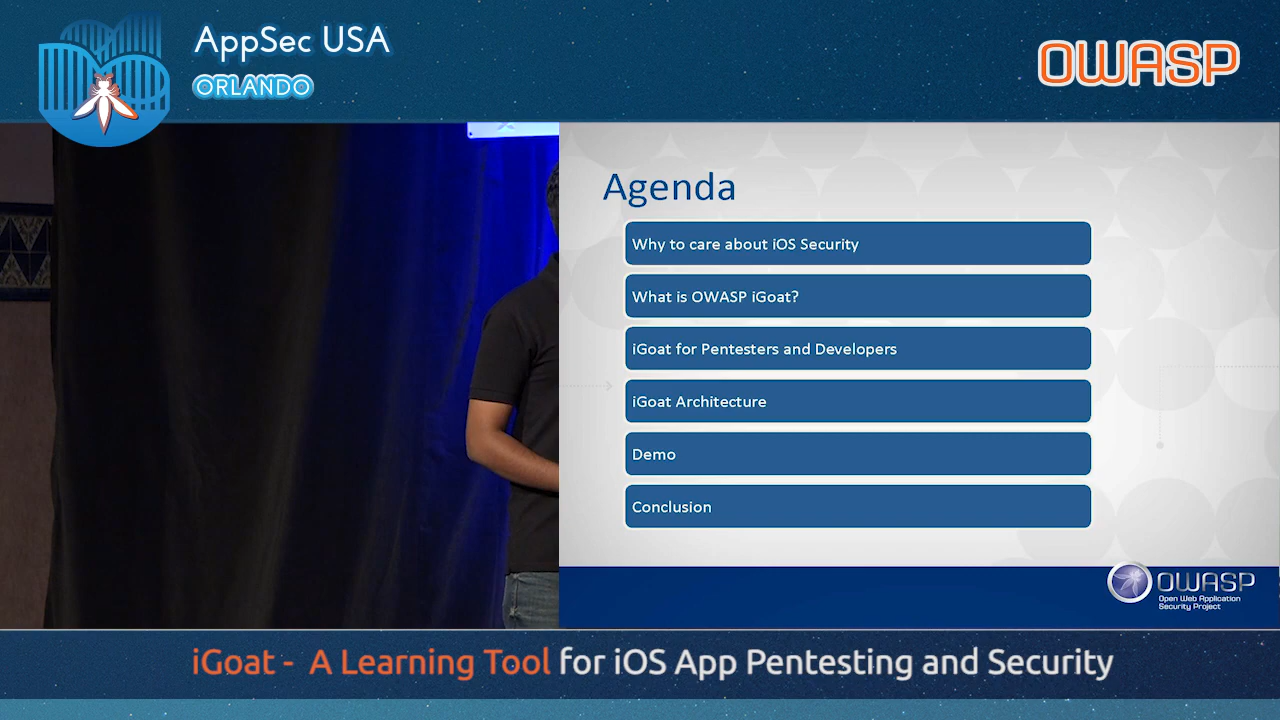 AppSec USA
ORLANDO
OWASP
Agenda
Why to care about iOS Security
What is OWASP iGoat?
iGoat for Pentesters and Developers
iGoat Architecture
Demo
Conclusion
OWASP
Open Web Application
Security Project
iGoat - A Learning Tool for iOS App Pentesting and Security